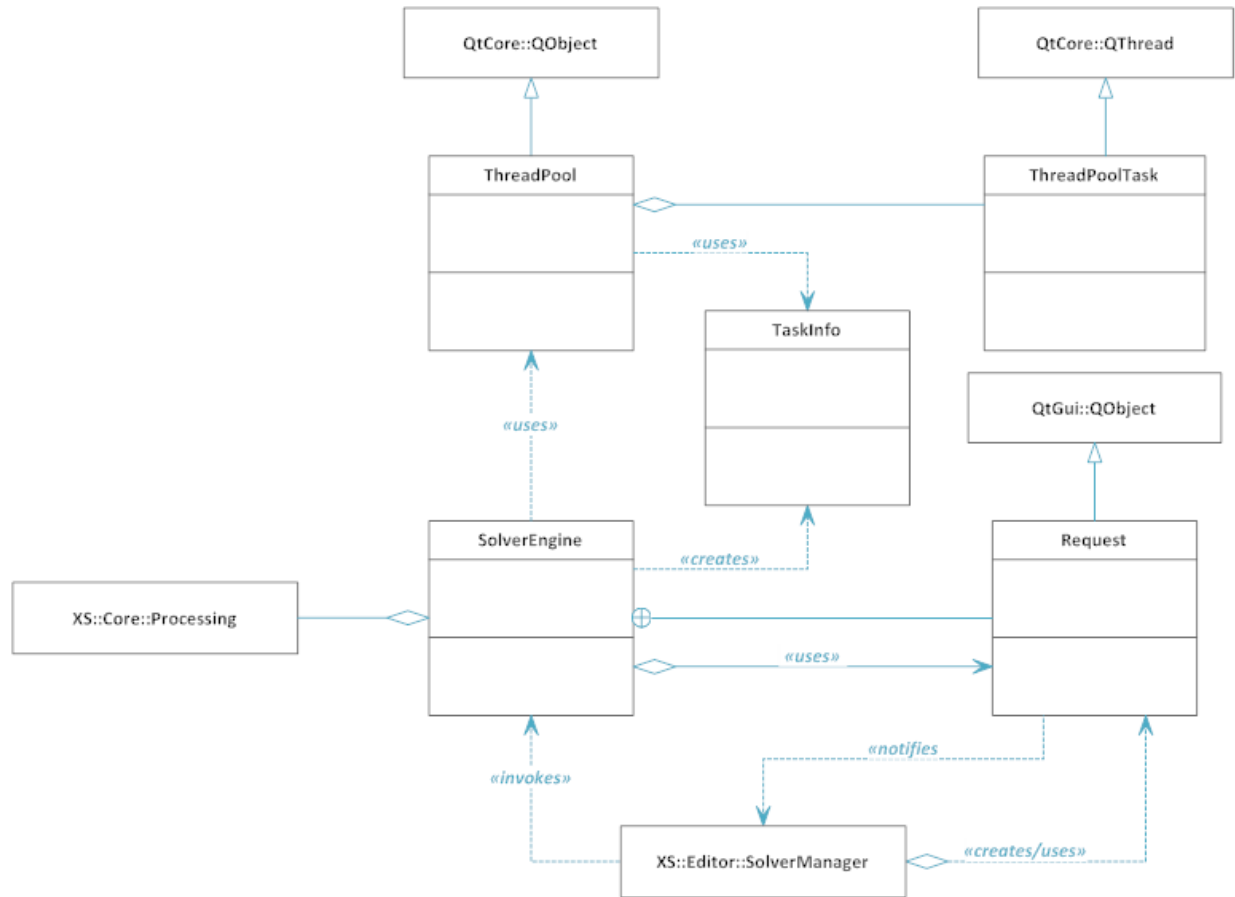 QtCore::QObject
QtCore::QThread
ThreadPool
ThreadPoolTask
«uses»
TaskInfo
QtGui::QObject
«uses»
SolverEngine
Request
«creates»
XS::Core::Processing
«uses»
«notifies
«invokes»
XS::Editor::SolverManager
«creates/uses»